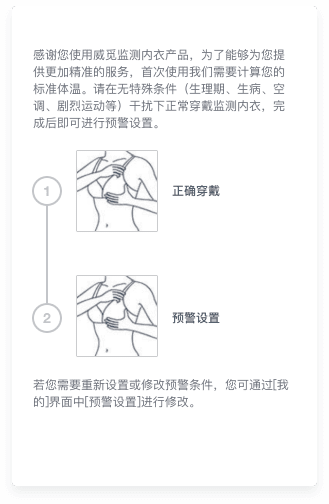 感谢您使用威觅监测内衣产品，为了能够为您提
供更加精准的服务，首次使用我们需要计算您的
标准体温。请在无特殊条件（生理期、生病、空
调、剧烈运动等）干扰下正常穿戴监测内衣，完
成后即可进行预警设置。
1
正确穿戴
2
预警设置
若您需要重新设置或修改预警条件，您可通过[我
的]界面中[预警设置]进行修改。